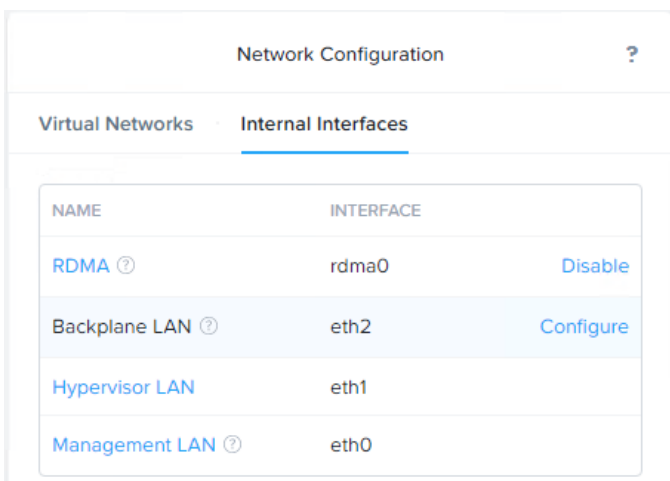 Network Configuration ?
Virtual Networks · Internal Interfaces
NAME INTERFACE
RDMA ? rdma0 Disable
Backplane LAN ? eth2 Configure
Hypervisor LAN eth1
Management LAN ? eth0